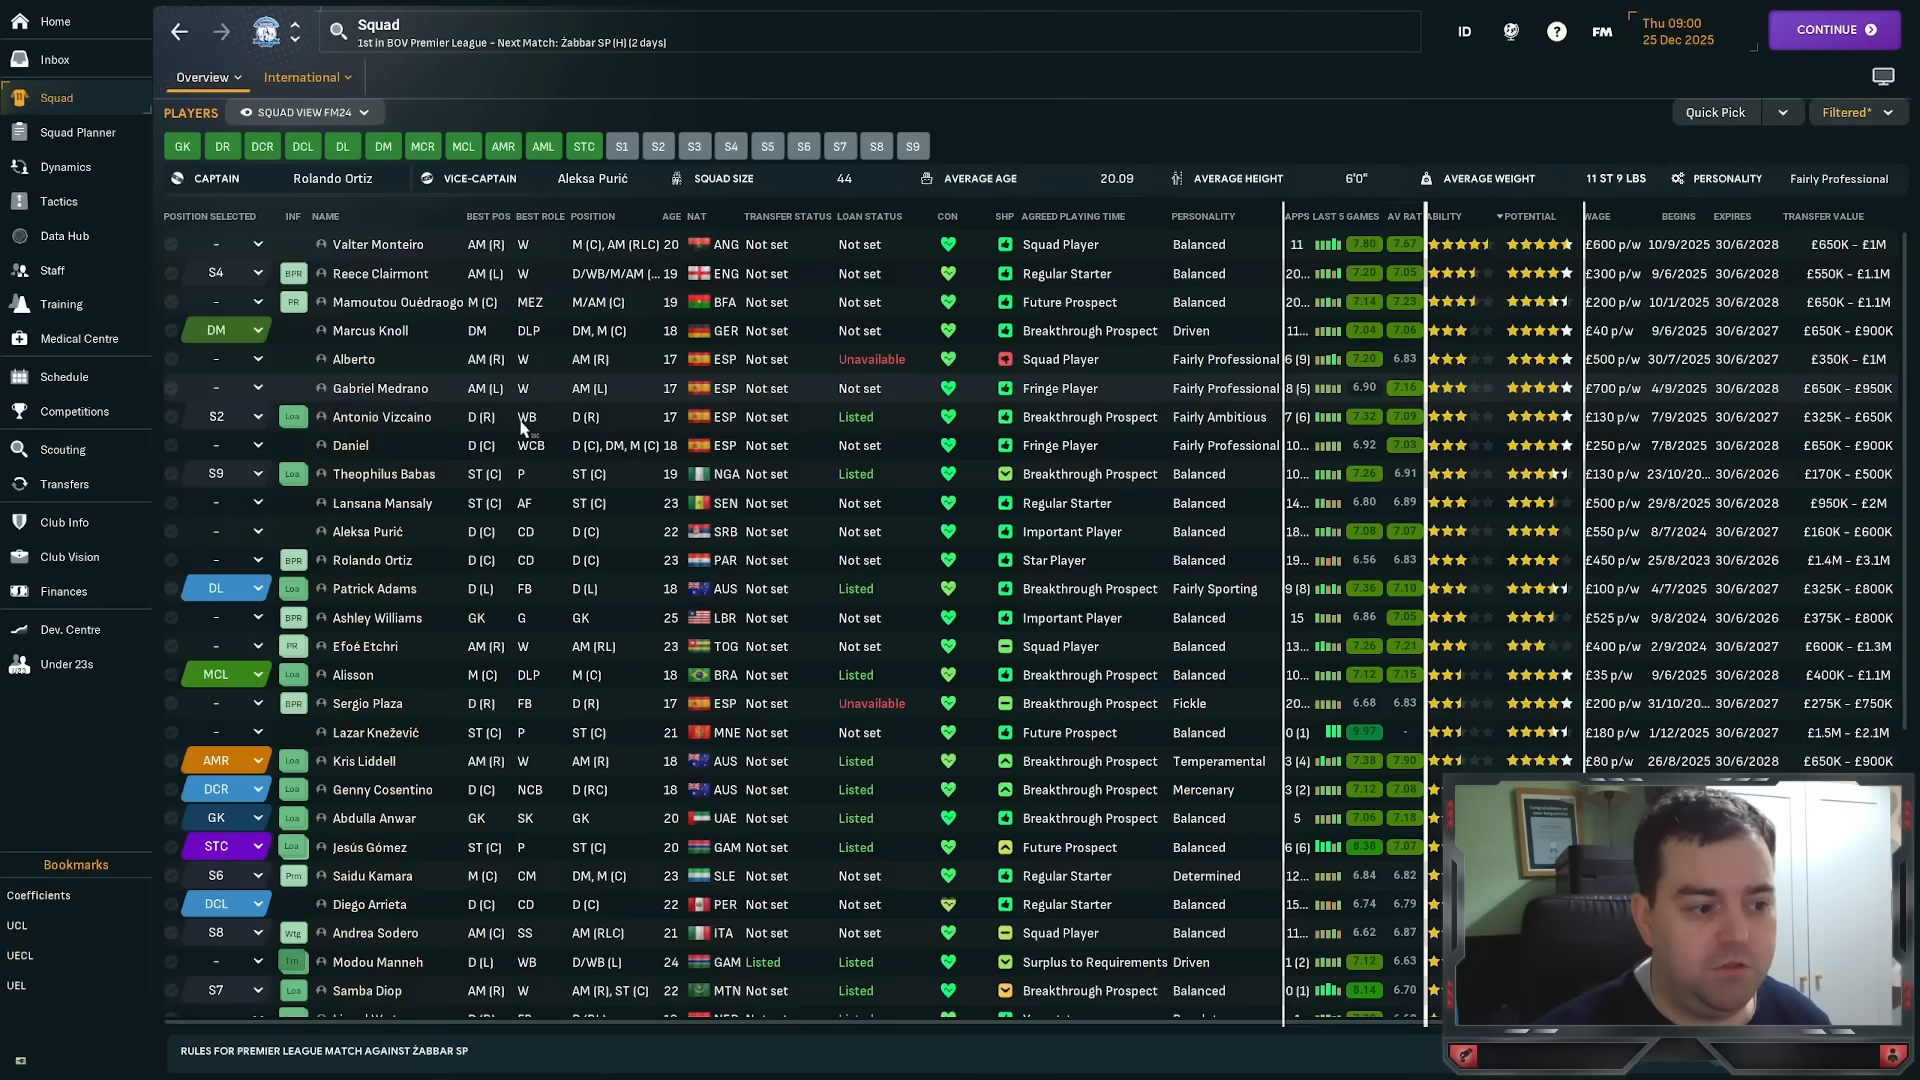 Home
Inbox
Squad
Squad Planner
Dynamics
Tactics
Data Hub
Staff
Training
Medical Centre
Schedule
Competitions
Scouting
Transfers
Club Info
Club Vision
Finances
Dev. Centre
Under 23s
Bookmarks
Coefficients
UCL
UECL
UEL
Squad
1st in BOV Premier League - Next Match: Żabbar SP (H) (2 days)
ID FM Thu 09:00
25 Dec 2025
CONTINUE
Overview International
PLAYERS SQUAD VIEW FM24 Quick Pick Filtered*
GK DR DCR DCL DL DM MCR MCL AMR AML STC S1 S2 S3 S4 S5 S6 S7 S8 S9
CAPTAIN Rolando Ortiz VICE-CAPTAIN Aleksa Purić SQUAD SIZE 44 AVERAGE AGE 20.09 AVERAGE HEIGHT 6'0" AVERAGE WEIGHT 11 ST 9 LBS PERSONALITY Fairly Professional
POSITION SELECTED INF NAME BEST POS BEST ROLE POSITION AGE NAT TRANSFER STATUS LOAN STATUS CON SHP AGREED PLAYING TIME PERSONALITY APPS LAST 5 GAMES AV RAT ABILITY POTENTIAL WAGE BEGINS EXPIRES TRANSFER VALUE
- Valter Monteiro AM (R) W M (C), AM (RLC) 20 ANG Not set Not set Squad Player Balanced 11 7.80 7.67 £600 p/w 10/9/2025 30/6/2028 £650K - £1M
S4 BPR Reece Clairmont AM (L) W D/WB/M/AM (... 19 ENG Not set Not set Regular Starter Balanced 20... 7.20 7.05 £300 p/w 9/6/2025 30/6/2028 £550K - £1.1M
- PR Mamoutou Ouédraogo M (C) MEZ M/AM (C) 19 BFA Not set Not set Future Prospect Balanced 20... 7.14 7.23 £200 p/w 10/1/2025 30/6/2028 £650K - £1.1M
DM Marcus Knoll DM DLP DM, M (C) 18 GER Not set Not set Breakthrough Prospect Driven 11... 7.04 7.06 £40 p/w 9/6/2025 30/6/2028 £650K - £900K
- Alberto AM (R) W AM (R) 17 ESP Not set Unavailable Squad Player Fairly Professional 6 (9) 7.20 6.83 £500 p/w 30/7/2025 30/6/2027 £350K - £1M
- Gabriel Medrano AM (L) W AM (L) 17 ESP Not set Not set Fringe Player Fairly Professional 8 (5) 6.90 7.16 £700 p/w 4/9/2025 30/6/2028 £650K - £950K
S2 Loa Antonio Vizcaíno D (R) WB D (R) 17 ESP Not set Listed Breakthrough Prospect Fairly Ambitious 7 (6) 7.32 7.09 £130 p/w 7/9/2025 30/6/2027 £325K - £650K
- Daniel D (C) WCB D (C), DM, M (C) 18 ESP Not set Not set Fringe Player Fairly Professional 10... 6.92 7.03 £250 p/w 7/8/2025 30/6/2028 £650K - £900K
S9 Loa Theophilus Babas ST (C) P ST (C) 19 NGA Not set Listed Breakthrough Prospect Balanced 10... 7.26 6.91 £130 p/w 23/10/20... 30/6/2026 £170K - £500K
- Lansana Mansaly ST (C) AF ST (C) 23 SEN Not set Not set Regular Starter Balanced 14... 6.80 6.89 £500 p/w 29/8/2025 30/6/2028 £950K - £2M
- Aleksa Purić D (C) CD D (C) 22 SRB Not set Not set Important Player Balanced 18... 7.08 7.07 £550 p/w 8/7/2024 30/6/2026 £160K - £600K
- BPR Rolando Ortiz D (C) CD D (C) 23 PAR Not set Not set Star Player Balanced 19... 6.56 6.83 £450 p/w 25/8/2023 30/6/2026 £1.4M - £3.1M
DL Loa Patrick Adams D (L) FB D (L) 18 AUS Not set Listed Breakthrough Prospect Fairly Sporting 9 (8) 7.36 7.10 £100 p/w 4/7/2025 30/6/2027 £325K - £800K
- BPR Ashley Williams GK G GK 25 LBR Not set Not set Important Player Balanced 15 6.86 7.05 £525 p/w 9/8/2024 30/6/2026 £375K - £800K
- PR Efoé Etchri AM (R) W AM (RL) 23 TOG Not set Not set Squad Player Balanced 13... 7.26 7.21 £400 p/w 2/9/2024 30/6/2027 £600K - £1.3M
MCL Loa Alisson M (C) DLP M (C) 18 BRA Not set Listed Breakthrough Prospect Balanced 10... 7.12 7.15 £35 p/w 9/6/2025 30/6/2028 £400K - £1.1M
- BPR Sergio Plaza D (R) FB D (R) 17 ESP Not set Unavailable Breakthrough Prospect Fickle 20... 6.68 6.83 £200 p/w 31/10/20... 30/6/2027 £275K - £750K
- Lazar Knežević ST (C) P ST (C) 21 MNE Not set Not set Future Prospect Balanced 0 (1) 9.97 - £180 p/w 1/12/2025 30/6/2028 £1.5M - £2.1M
AMR Loa Kris Liddell AM (R) W AM (R) 18 AUS Not set Listed Breakthrough Prospect Temperamental 3 (4) 7.38 7.90 £80 p/w 26/8/2025 30/6/2028 £650K - £900K
DCR Loa Genny Cosentino D (C) NCB D (RC) 18 AUS Not set Listed Breakthrough Prospect Mercenary 3 (2) 7.12 7.08
GK Loa Abdulla Anwar GK SK GK 20 UAE Not set Listed Breakthrough Prospect Balanced 5 7.06 7.18
STC Loa Jesús Gómez ST (C) P ST (C) 20 GAM Not set Listed Future Prospect Balanced 6 (6) 8.38 7.07
S6 Prm Saidu Kamara M (C) CM DM, M (C) 23 SLE Not set Not set Regular Starter Determined 12... 6.84 6.82
DCL Diego Arrieta D (C) CD D (C) 22 PER Not set Not set Regular Starter Balanced 15... 6.74 6.79
S8 Wtg Andrea Sodero AM (C) SS AM (RLC) 21 ITA Not set Not set Squad Player Balanced 11... 6.62 6.87
- Trn Modou Manneh D (L) WB D/WB (L) 24 GAM Listed Listed Surplus to Requirements Driven 1 (2) 7.12 6.63
S7 Loa Samba Diop AM (R) W AM (R), ST (C) 22 MTN Not set Listed Breakthrough Prospect Balanced 0 (1) 8.14 6.70
RULES FOR PREMIER LEAGUE MATCH AGAINST ŻABBAR SP